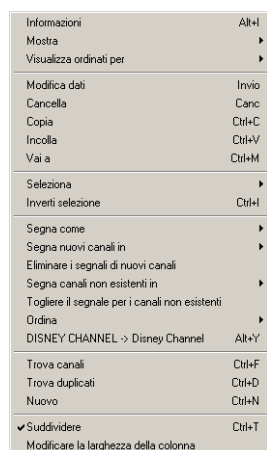 Informazioni Alt+I
Mostra
Visualizza ordinati per
Modifica dati Invio
Cancella Canc
Copia Ctrl+C
Incolla Ctrl+V
Vai a Ctrl+M
Seleziona
Inverti selezione Ctrl+I
Segna come
Segna nuovi canali in
Eliminare i segnali di nuovi canali
Segna canali non esistenti in
Togliere il segnale per i canali non esistenti
Ordina
DISNEY CHANNEL -> Disney Channel Alt+Y
Trova canali Ctrl+F
Trova duplicati Ctrl+D
Nuovo Ctrl+N
Suddividere Ctrl+T
Modificare la larghezza della colonna